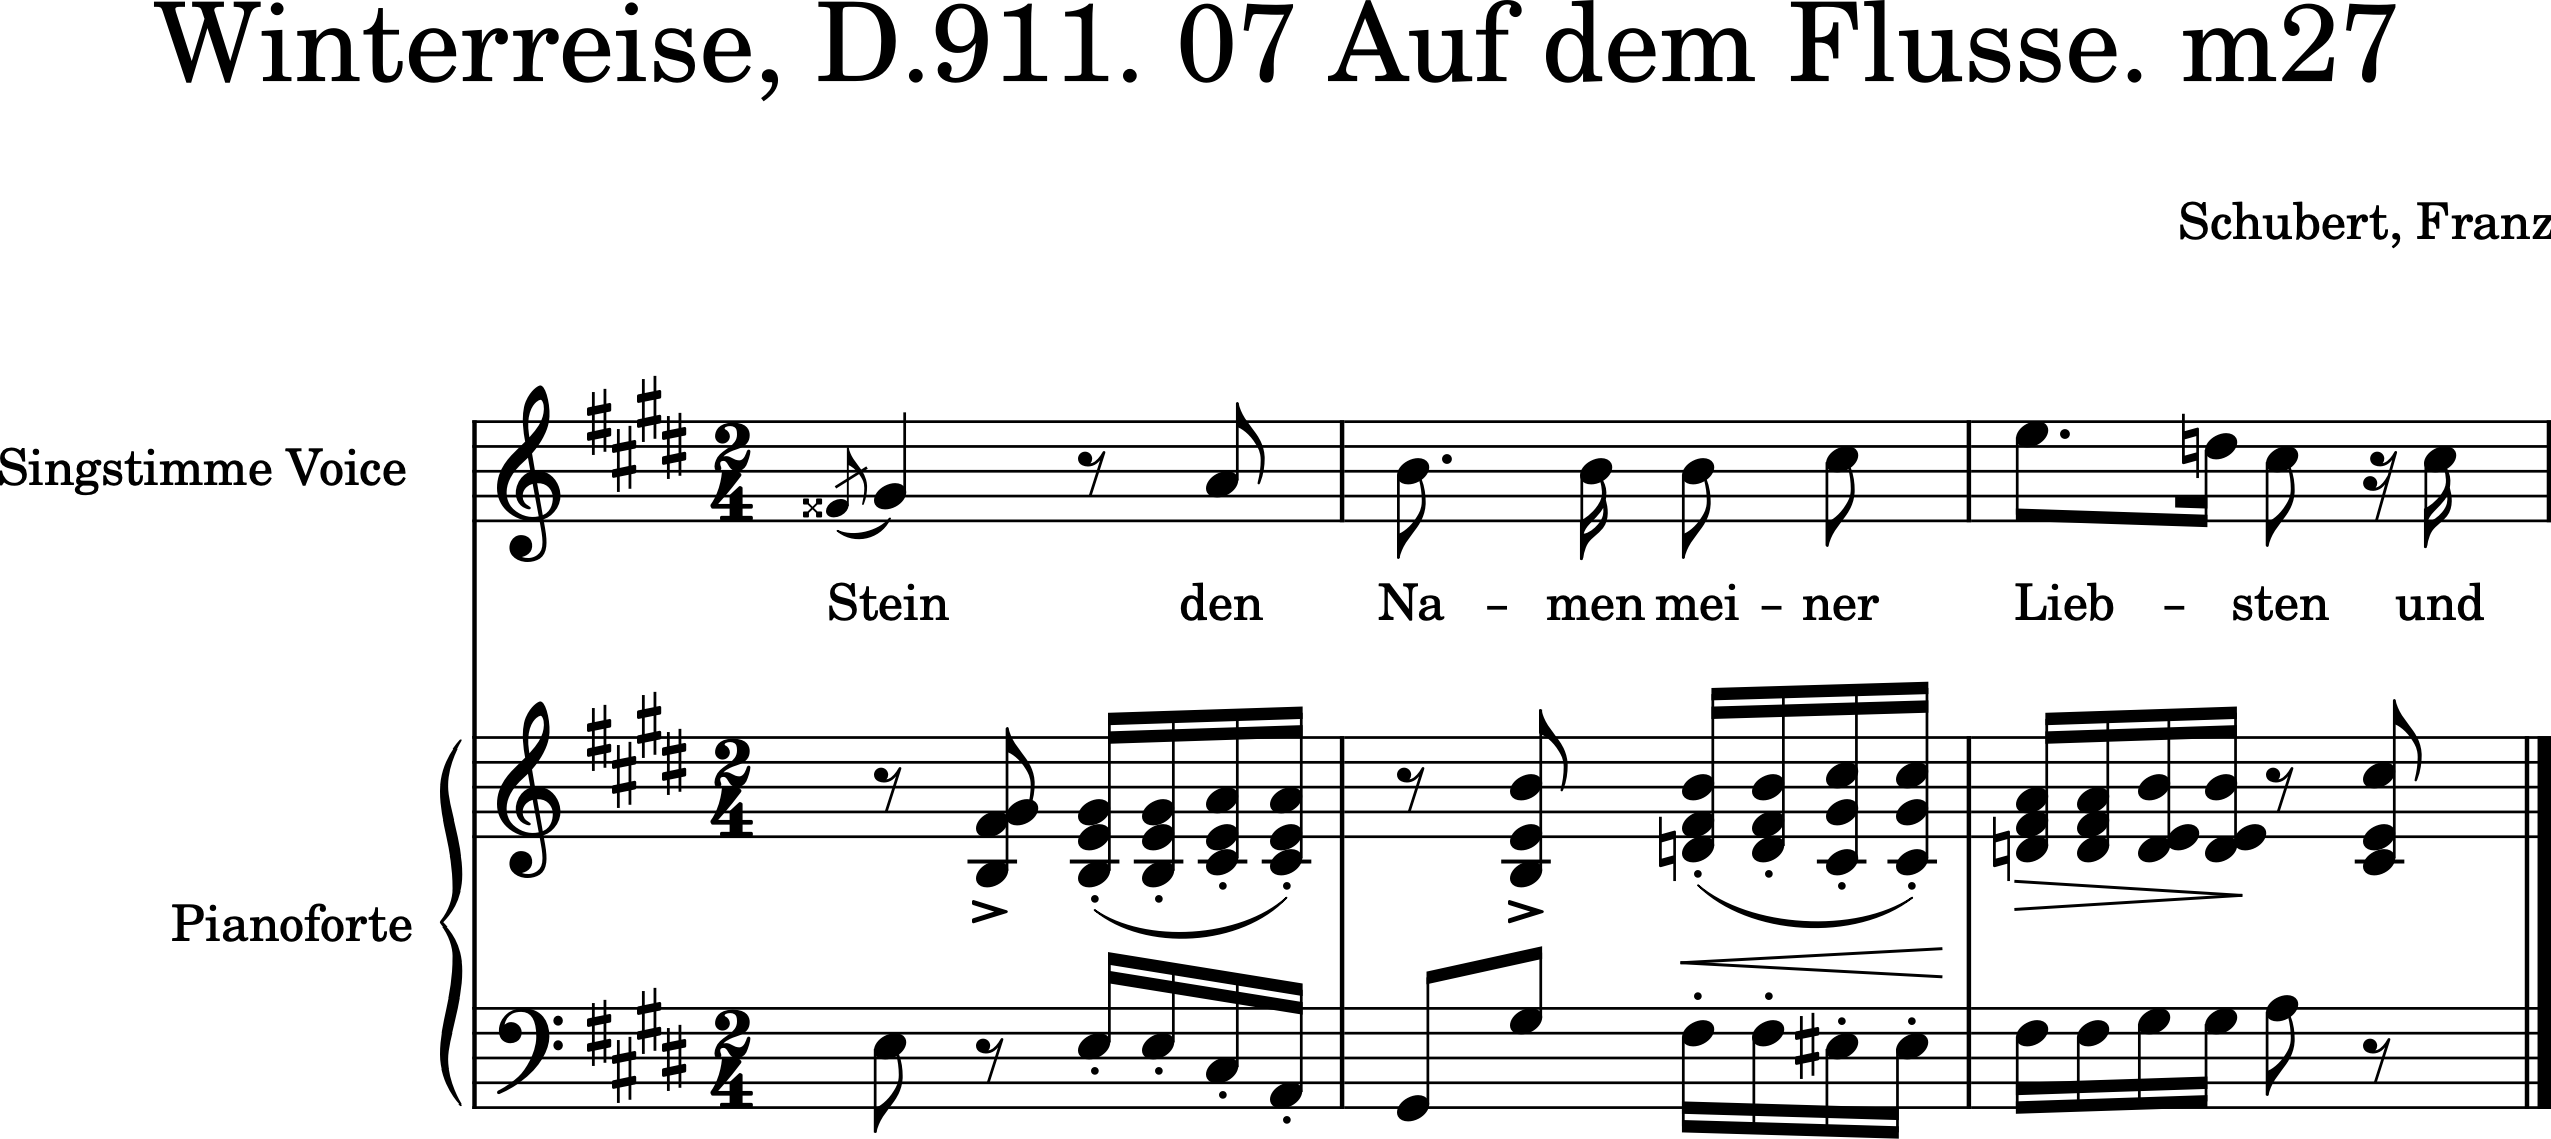 Winterreise, D.911. 07 Auf dem Flusse. m27
Schubert, Franz
Singstimme Voice
Stein den Na - men mei - ner Lieb - sten und
Pianoforte